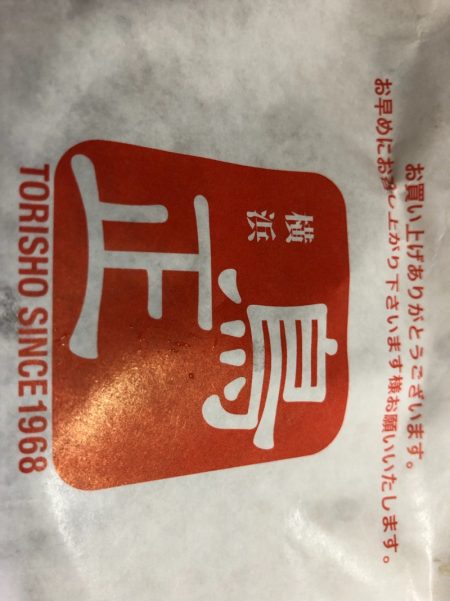 お買い上げありがとうございます。
お早めにお召し上がり下さいます様お願いいたします。
横浜
鳥正
TORISHO SINCE1968